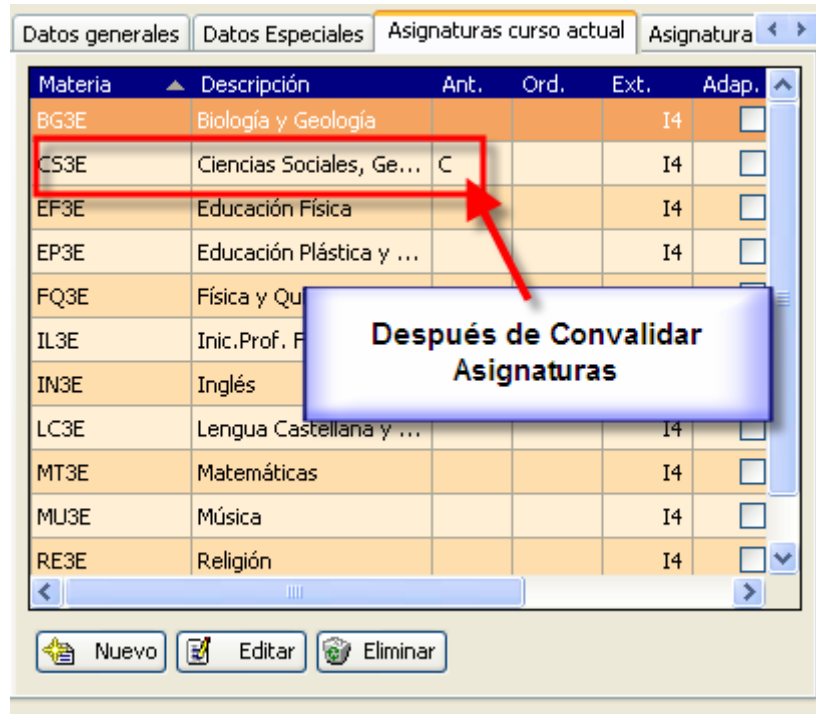 Datos generales Datos Especiales Asignaturas curso actual Asignatura
Materia Descripción Ant. Ord. Ext. Adap.
BG3E Biología y Geología I4
CS3E Ciencias Sociales, Ge... C I4
EF3E Educación Física I4
EP3E Educación Plástica y ... I4
FQ3E Física y Qu
IL3E Inic.Prof. F
IN3E Inglés
LC3E Lengua Castellana y ... I4
MT3E Matemáticas I4
MU3E Música I4
RE3E Religión I4
Después de Convalidar
Asignaturas
Nuevo Editar Eliminar